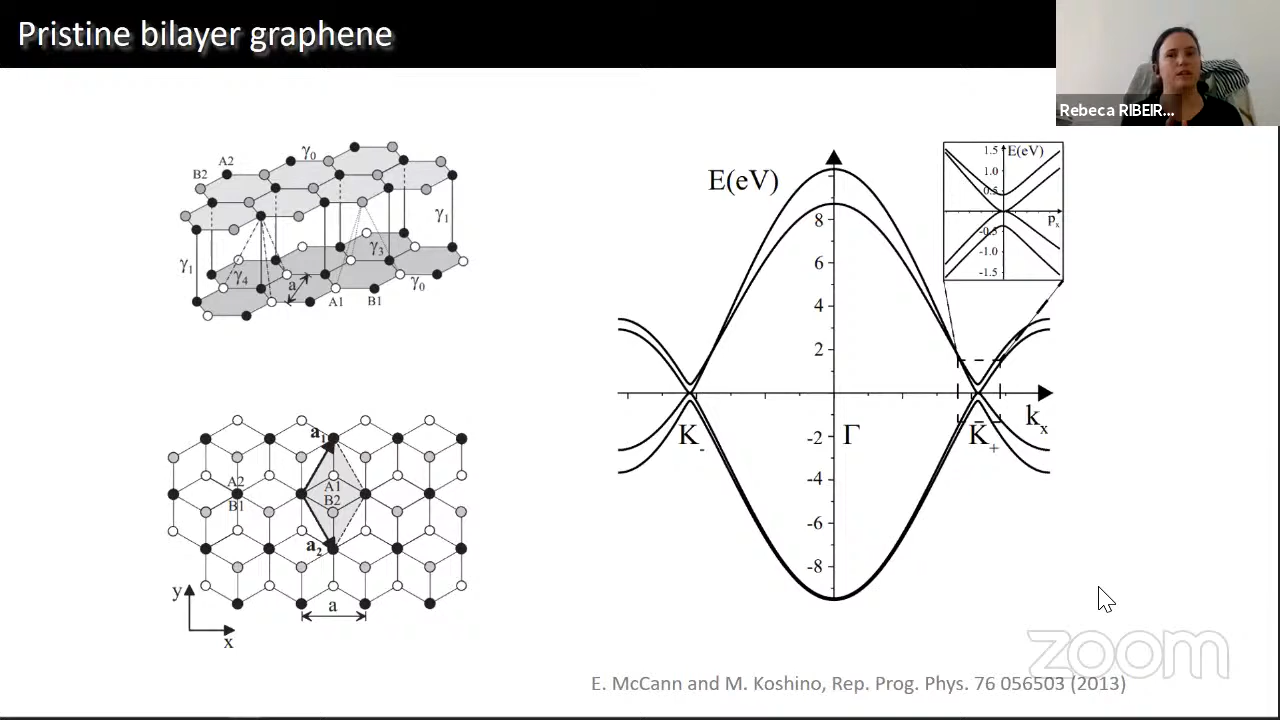 Pristine bilayer graphene
Rebeca RIBEIR...
γ₀
A2
B2
γ₁
γ₃
γ₁
γ₄
a
γ₀
A1
B1
a₁
A2
B1
A1
B2
a₂
y
a
x
E(eV)
8
6
4
2
-2
-4
-6
-8
K₋
Γ
K₊
kₓ
E(eV)
1.5
1.0
0.5
pₓ
-0.5
-1.0
-1.5
zoom
E. McCann and M. Koshino, Rep. Prog. Phys. 76 056503 (2013)